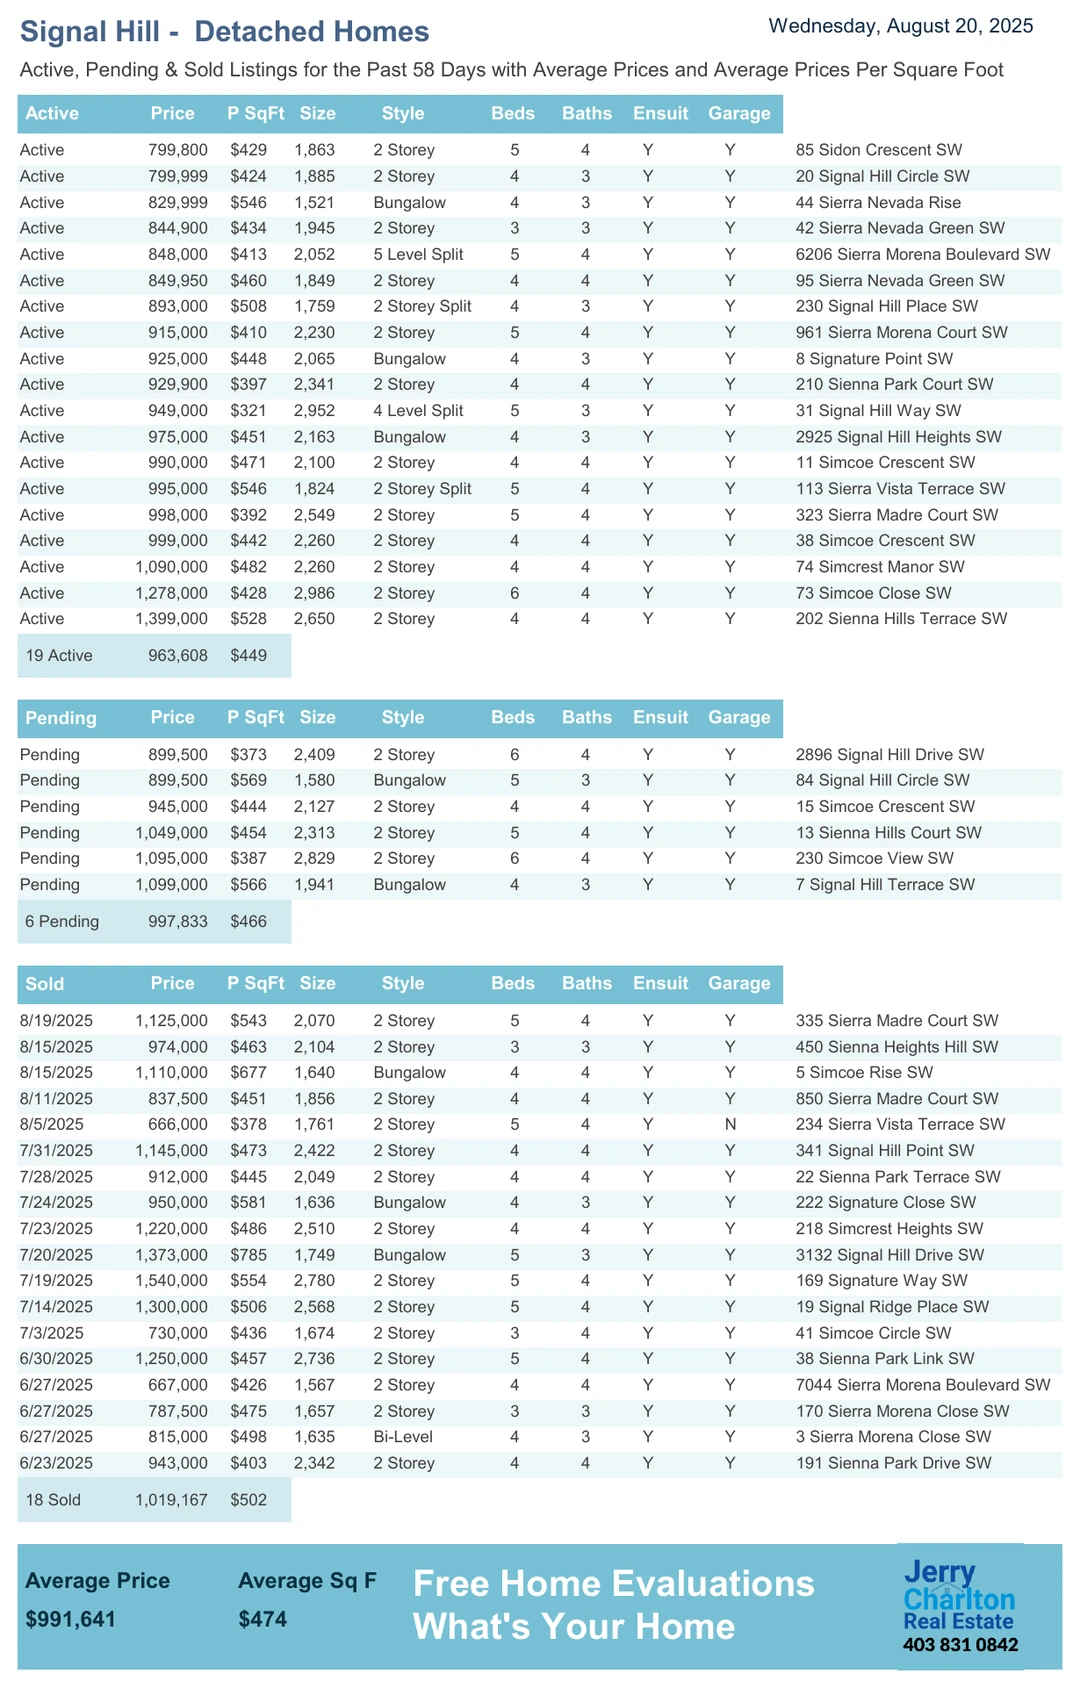 Signal Hill - Detached Homes
Wednesday, August 20, 2025
Active, Pending & Sold Listings for the Past 58 Days with Average Prices and Average Prices Per Square Foot
Active Price P SqFt Size Style Beds Baths Ensuit Garage
Active 799,800 $429 1,863 2 Storey 5 4 Y Y 85 Sidon Crescent SW
Active 799,999 $424 1,885 2 Storey 4 3 Y Y 20 Signal Hill Circle SW
Active 829,999 $546 1,521 Bungalow 4 3 Y Y 44 Sierra Nevada Rise
Active 844,900 $434 1,945 2 Storey 3 3 Y Y 42 Sierra Nevada Green SW
Active 848,000 $413 2,052 5 Level Split 5 4 Y Y 6206 Sierra Morena Boulevard SW
Active 849,950 $460 1,849 2 Storey 4 4 Y Y 95 Sierra Nevada Green SW
Active 893,000 $508 1,759 2 Storey Split 4 3 Y Y 230 Signal Hill Place SW
Active 915,000 $410 2,230 2 Storey 5 4 Y Y 961 Sierra Morena Court SW
Active 925,000 $448 2,065 Bungalow 4 3 Y Y 8 Signature Point SW
Active 929,900 $397 2,341 2 Storey 4 4 Y Y 210 Sienna Park Court SW
Active 949,000 $321 2,952 4 Level Split 5 3 Y Y 31 Signal Hill Way SW
Active 975,000 $451 2,163 Bungalow 4 3 Y Y 2925 Signal Hill Heights SW
Active 990,000 $471 2,100 2 Storey 4 4 Y Y 11 Simcoe Crescent SW
Active 995,000 $546 1,824 2 Storey Split 5 4 Y Y 113 Sierra Vista Terrace SW
Active 998,000 $392 2,549 2 Storey 5 4 Y Y 323 Sierra Madre Court SW
Active 999,000 $442 2,260 2 Storey 4 4 Y Y 38 Simcoe Crescent SW
Active 1,090,000 $482 2,260 2 Storey 4 4 Y Y 74 Simcrest Manor SW
Active 1,278,000 $428 2,986 2 Storey 6 4 Y Y 73 Simcoe Close SW
Active 1,399,000 $528 2,650 2 Storey 4 4 Y Y 202 Sienna Hills Terrace SW
19 Active 963,608 $449
Pending Price P SqFt Size Style Beds Baths Ensuit Garage
Pending 899,500 $373 2,409 2 Storey 6 4 Y Y 2896 Signal Hill Drive SW
Pending 899,500 $569 1,580 Bungalow 5 3 Y Y 84 Signal Hill Circle SW
Pending 945,000 $444 2,127 2 Storey 4 4 Y Y 15 Simcoe Crescent SW
Pending 1,049,000 $454 2,313 2 Storey 5 4 Y Y 13 Sienna Hills Court SW
Pending 1,095,000 $387 2,829 2 Storey 6 4 Y Y 230 Simcoe View SW
Pending 1,099,000 $566 1,941 Bungalow 4 3 Y Y 7 Signal Hill Terrace SW
6 Pending 997,833 $466
Sold Price P SqFt Size Style Beds Baths Ensuit Garage
8/19/2025 1,125,000 $543 2,070 2 Storey 5 4 Y Y 335 Sierra Madre Court SW
8/15/2025 974,000 $463 2,104 2 Storey 3 3 Y Y 450 Sienna Heights Hill SW
8/15/2025 1,110,000 $677 1,640 Bungalow 4 4 Y Y 5 Simcoe Rise SW
8/11/2025 837,500 $451 1,856 2 Storey 4 4 Y Y 850 Sierra Madre Court SW
8/5/2025 666,000 $378 1,761 2 Storey 5 4 Y N 234 Sierra Vista Terrace SW
7/31/2025 1,145,000 $473 2,422 2 Storey 4 4 Y Y 341 Signal Hill Point SW
7/28/2025 912,000 $445 2,049 2 Storey 4 4 Y Y 22 Sienna Park Terrace SW
7/24/2025 950,000 $581 1,636 Bungalow 4 3 Y Y 222 Signature Close SW
7/23/2025 1,220,000 $486 2,510 2 Storey 4 4 Y Y 218 Simcrest Heights SW
7/20/2025 1,373,000 $785 1,749 Bungalow 5 3 Y Y 3132 Signal Hill Drive SW
7/19/2025 1,540,000 $554 2,780 2 Storey 5 4 Y Y 169 Signature Way SW
7/14/2025 1,300,000 $506 2,568 2 Storey 5 4 Y Y 19 Signal Ridge Place SW
7/3/2025 730,000 $436 1,674 2 Storey 3 4 Y Y 41 Simcoe Circle SW
6/30/2025 1,250,000 $457 2,736 2 Storey 5 4 Y Y 38 Sienna Park Link SW
6/27/2025 667,000 $426 1,567 2 Storey 4 4 Y Y 7044 Sierra Morena Boulevard SW
6/27/2025 787,500 $475 1,657 2 Storey 3 3 Y Y 170 Sierra Morena Close SW
6/27/2025 815,000 $498 1,635 Bi-Level 4 3 Y Y 3 Sierra Morena Close SW
6/23/2025 943,000 $403 2,342 2 Storey 4 4 Y Y 191 Sienna Park Drive SW
18 Sold 1,019,167 $502
Average Price Average Sq F
$991,641 $474
Free Home Evaluations
What's Your Home
Jerry
Charlton
Real Estate
403 831 0842